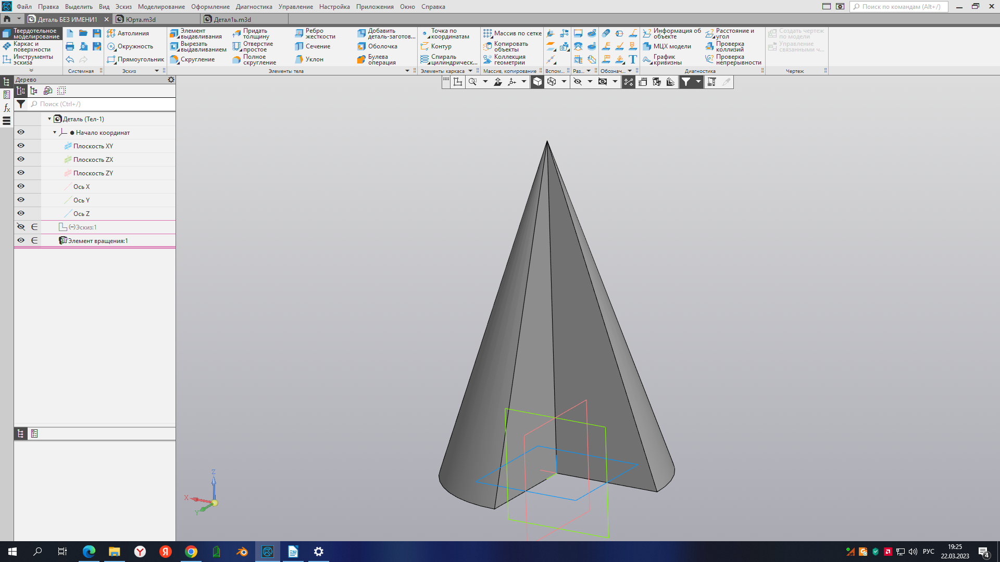 Файл Правка Выделить Вид Эскиз Моделирование Оформление Диагностика Управление Настройка Приложения Окно Справка
Поиск по командам (Alt+/)
Деталь БЕЗ ИМЕНИ1
Юрта.m3d
Детал1ь.m3d
Твердотельное
моделирование
Каркас и
поверхности
Инструменты
эскиза
Системная
Автолиния
Окружность
Прямоугольник
Эскиз
Элемент
выдавливания
Вырезать
выдавливанием
Скругление
Придать
толщину
Отверстие
простое
Полное
скругление
Ребро
жесткости
Сечение
Уклон
Добавить
деталь-заготов...
Оболочка
Булева
операция
Элементы тела
Точка по
координатам
Контур
Спираль
цилиндрическ...
Элементы каркаса
Массив по сетке
Копировать
объекты
Коллекция
геометрии
Массив, копирование
Вспом...
Раз...
Обознач...
Информация об
объекте
МЦХ модели
График
кривизны
Расстояние и
угол
Проверка
коллизий
Проверка
непрерывности
Диагностика
Создать чертеж
по модели
Управление
связанными ч...
Чертеж
Дерево
Поиск (Ctrl+/)
Деталь (Тел-1)
Начало координат
Плоскость XY
Плоскость ZX
Плоскость ZY
Ось X
Ось Y
Ось Z
(–)Эскиз:1
Элемент вращения:1
Z
X
Y
РУС
19:25
22.03.2023
4